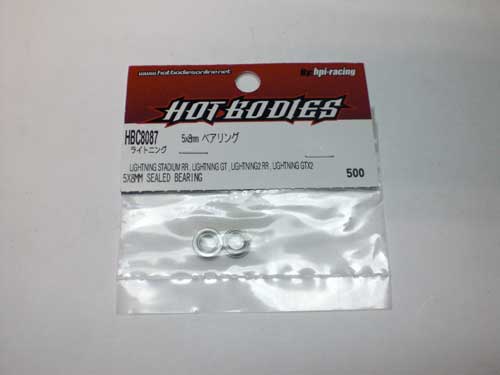 www.hotbodiesonline.net
By:hpi-racing
HOT BODIES
HBC8087
5x8mm ベアリング
ライトニング
LIGHTNING STADIUM RR , LIGHTNING GT , LIGHTNING2 RR , LIGHTNING GTX2
5X8MM SEALED BEARING
500